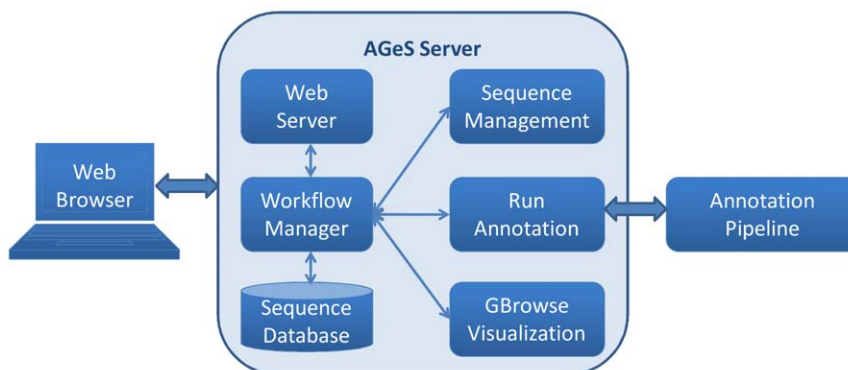 AGeS Server
Web
Server
Sequence
Management
Web
Browser
Workflow
Manager
Run
Annotation
Annotation
Pipeline
Sequence
Database
GBrowse
Visualization